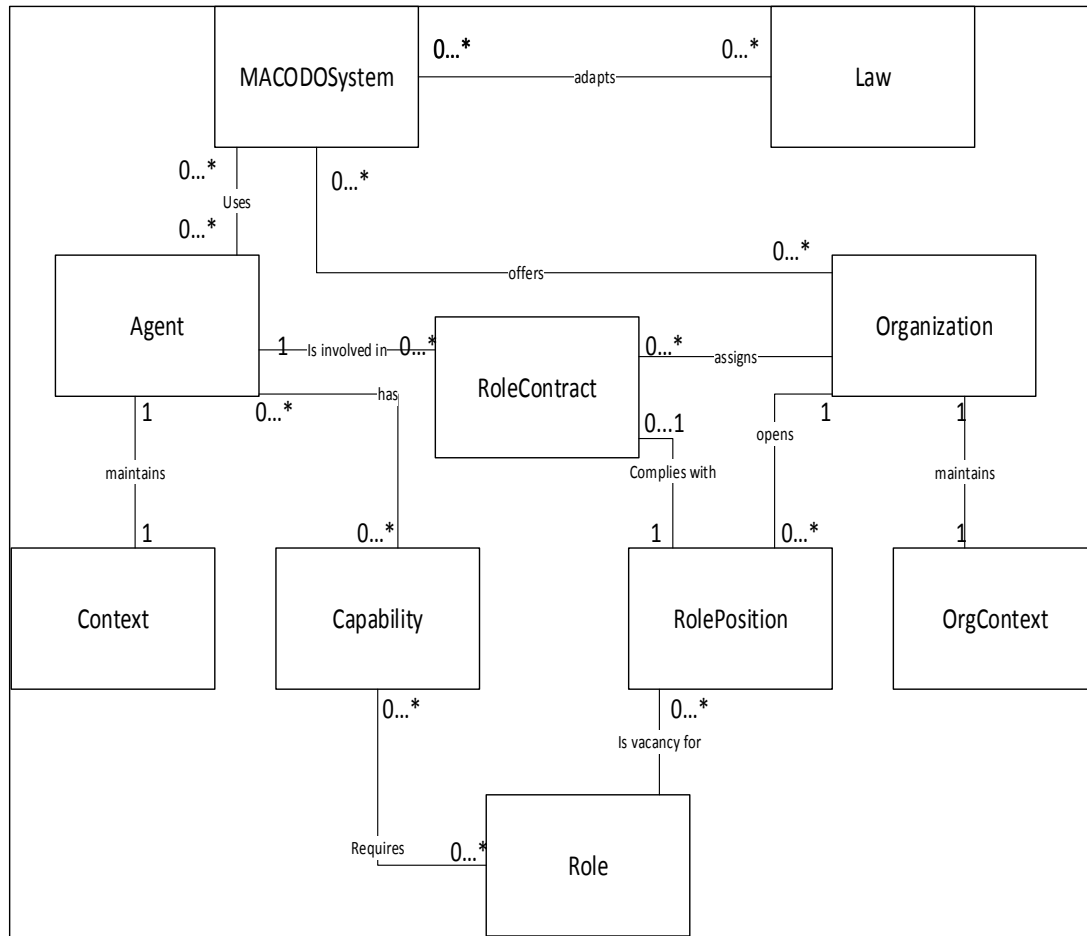 MACODOSystem
0...*
adapts
0...*
Law
0...*
Uses
0...*
0...*
offers
0...*
Agent
Organization
1
Is involved in
0...*
RoleContract
0...*
assigns
has
0...*
1
maintains
1
0...*
0...1
Complies with
1
opens
1
0...*
1
maintains
1
Context
Capability
RolePosition
OrgContext
0...*
Requires
0...*
0...*
Is vacancy for
Role